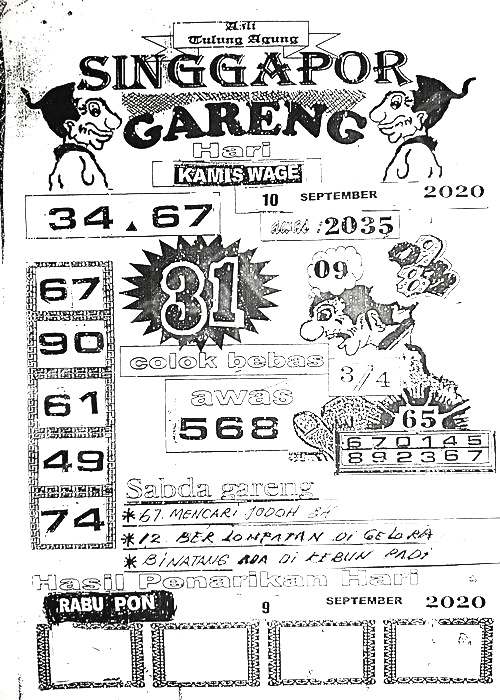 Asli
Tulung Agung
SINGGAPOR
GARENG
Hari
KAMIS WAGE
10 SEPTEMBER 2020
34.67
2035
31
09
67
90
61
49
74
colok bebas
3/4
awas
568
65
670145
892367
Sabda gareng
*67. MENCARI JODOH
*12. BER LOMPATAN DI GELORA
* BINATANG ADA DI KEBUN PADI
Hasil Penarikan Hari
RABU PON
9 SEPTEMBER 2020